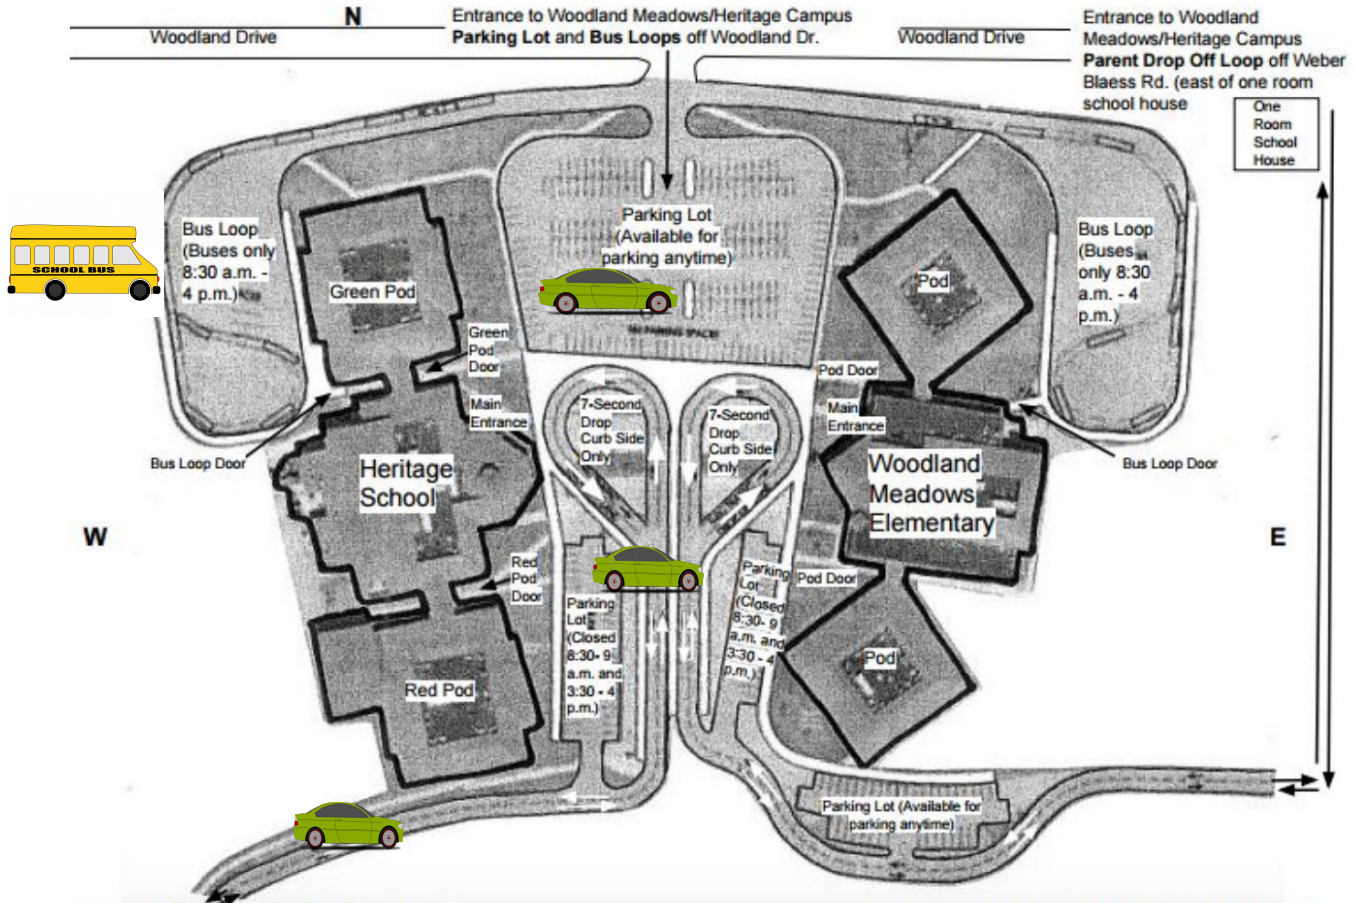 N
Woodland Drive
Entrance to Woodland Meadows/Heritage Campus
Parking Lot and Bus Loops off Woodland Dr.
Woodland Drive
Entrance to Woodland
Meadows/Heritage Campus
Parent Drop Off Loop off Weber
Blaess Rd. (east of one room
school house
One
Room
School
House
SCHOOL BUS
Bus Loop
(Buses only
8:30 a.m. -
4 p.m.)
Green Pod
Parking Lot
(Available for
parking anytime)
PARKING SPACES
Pod
Bus Loop
(Buses
only 8:30
a.m. - 4
p.m.)
Green
Pod
Door
Main
Entrance
Bus Loop Door
Heritage
School
7-Second
Drop
Curb Side
Only
7-Second
Drop
Curb Side
Only
Pod Door
Main
Entrance
Woodland
Meadows
Elementary
Bus Loop Door
W
E
Red
Pod
Door
Parking
Lot
(Closed
8:30- 9
a.m. and
3:30 - 4
p.m.)
Parking
Lot
(Closed
8:30- 9
a.m. and
3:30 - 4
p.m.)
Pod Door
Red Pod
Pod
Parking Lot (Available for
parking anytime)